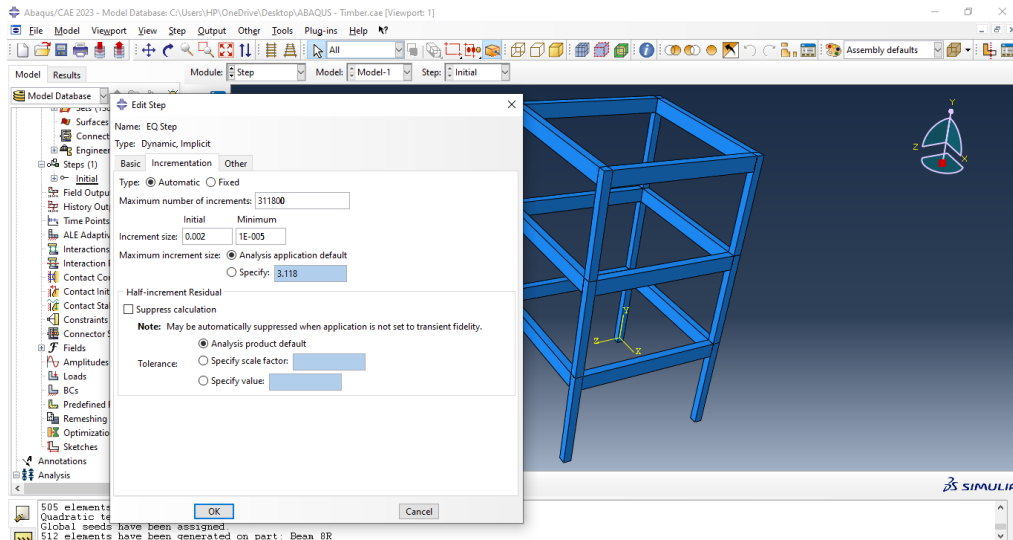 Abaqus/CAE 2023 - Model Database: C:\Users\HP\OneDrive\Desktop\ABAQUS - Timber.cae [Viewport: 1]
File Model Viewport View Step Output Other Tools Plug-ins Help
All
Assembly defaults
Model Results
Module: Step Model: Model-1 Step: Initial
Model Database
Surfaces
Connect
Engineer
Steps (1)
Initial
Field Outpu
History Out
Time Points
ALE Adaptiv
Interactions
Interaction
Contact Cor
Contact Init
Contact Stal
Constraints
Connector S
Fields
Amplitudes
Loads
BCs
Predefined
Remeshing
Optimizatio
Sketches
Annotations
Analysis
Edit Step
Name: EQ Step
Type: Dynamic, Implicit
Basic Incrementation Other
Type: Automatic Fixed
Maximum number of increments: 311800
Initial Minimum
Increment size: 0.002 1E-005
Maximum increment size: Analysis application default
Specify: 3.118
Half-increment Residual
Suppress calculation
Note: May be automatically suppressed when application is not set to transient fidelity.
Analysis product default
Tolerance: Specify scale factor:
Specify value:
OK Cancel
Y
Z
X
Y
Z
X
SIMULIA
505 elements
Quadratic te
Global seeds have been assigned.
512 elements have been generated on part: Beam 8R